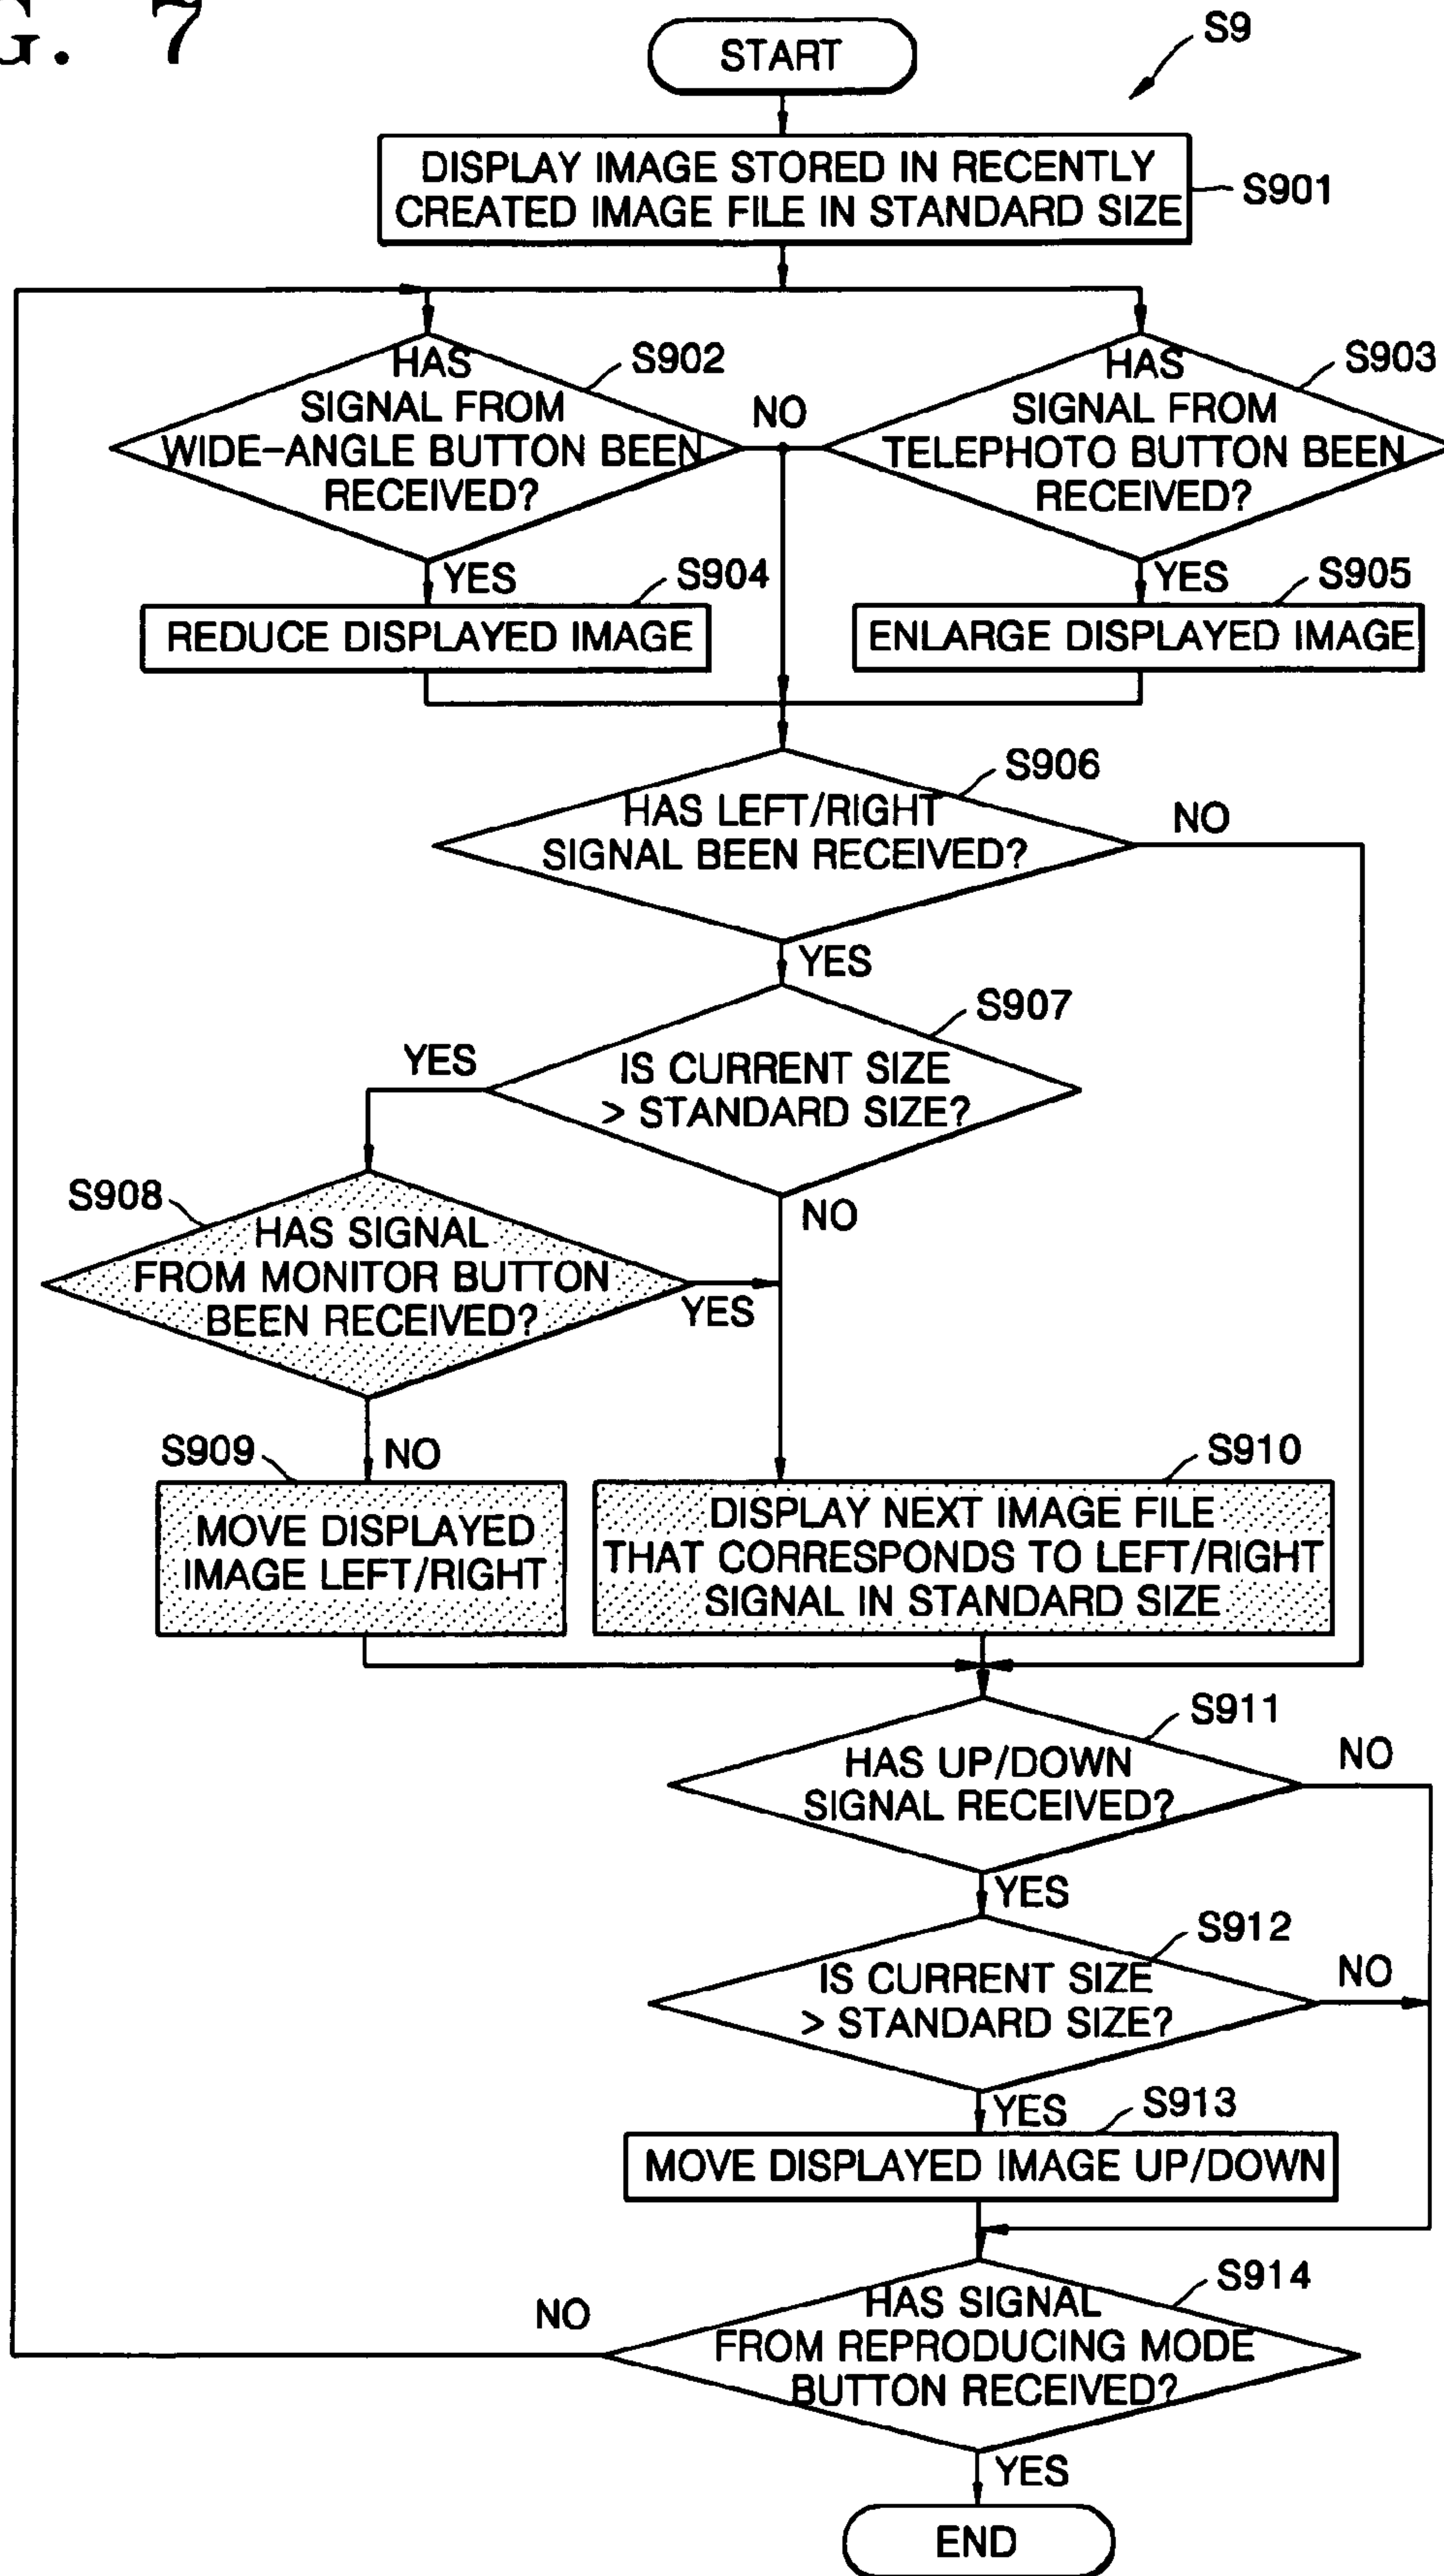 G. 7
START
S9
DISPLAY IMAGE STORED IN RECENTLY
CREATED IMAGE FILE IN STANDARD SIZE
S901
HAS
SIGNAL FROM
WIDE-ANGLE BUTTON BEEN
RECEIVED?
S902
NO
HAS
SIGNAL FROM
TELEPHOTO BUTTON BEEN
RECEIVED?
S903
YES
S904
REDUCE DISPLAYED IMAGE
YES
S905
ENLARGE DISPLAYED IMAGE
S906
HAS LEFT/RIGHT
SIGNAL BEEN RECEIVED?
NO
YES
S907
IS CURRENT SIZE
> STANDARD SIZE?
YES
NO
S908
HAS SIGNAL
FROM MONITOR BUTTON
BEEN RECEIVED?
YES
NO
S909
MOVE DISPLAYED
IMAGE LEFT/RIGHT
S910
DISPLAY NEXT IMAGE FILE
THAT CORRESPONDS TO LEFT/RIGHT
SIGNAL IN STANDARD SIZE
S911
HAS UP/DOWN
SIGNAL RECEIVED?
NO
YES
S912
IS CURRENT SIZE
> STANDARD SIZE?
NO
YES
S913
MOVE DISPLAYED IMAGE UP/DOWN
S914
HAS SIGNAL
FROM REPRODUCING MODE
BUTTON RECEIVED?
NO
YES
END